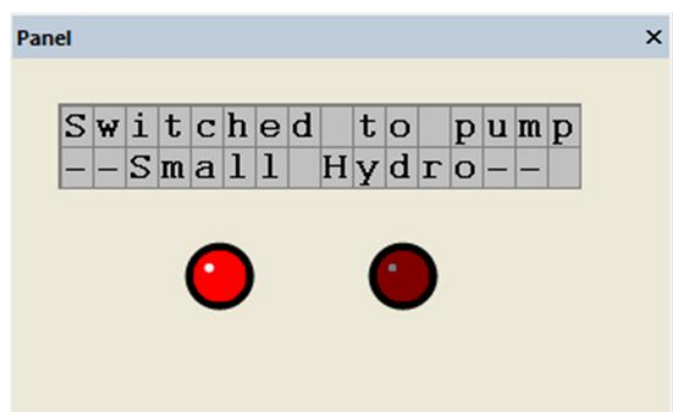 Panel
Switched to pump
--Small Hydro--